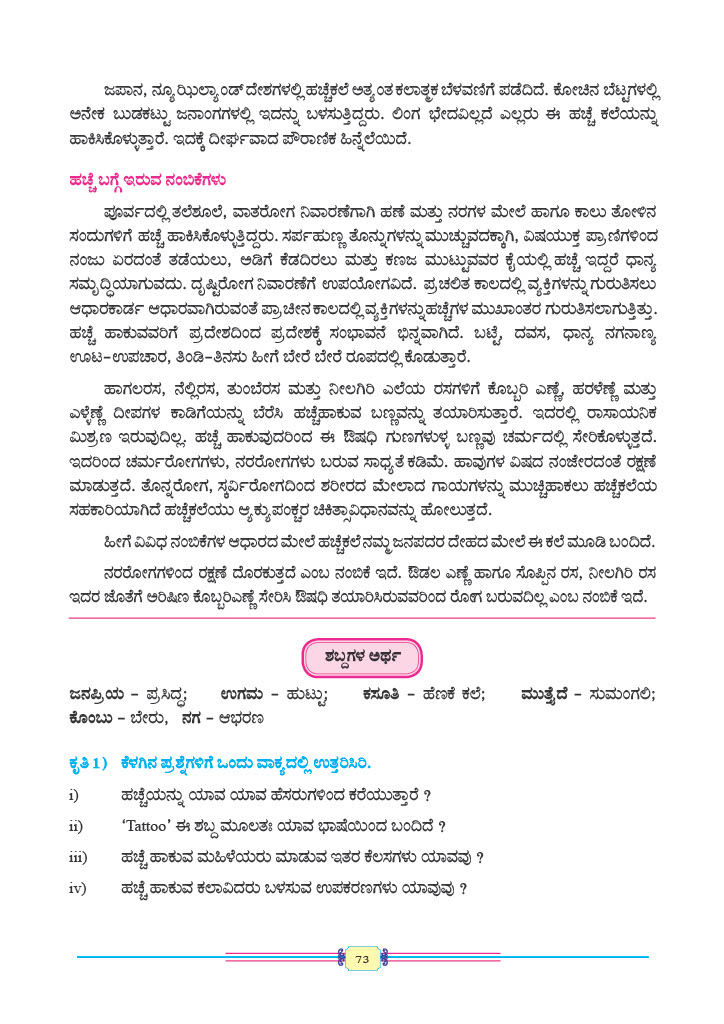 ಜಪಾನ, ನ್ಯೂಝಿಲ್ಯಾಂಡ್ ದೇಶಗಳಲ್ಲಿ ಹಚ್ಚೆಕಲೆ ಅತ್ಯಂತ ಕಲಾತ್ಮಕ ಬೆಳವಣಿಗೆ ಪಡೆದಿದೆ. ಕೋಚಿನ ಬೆಟ್ಟಗಳಲ್ಲಿ
ಅನೇಕ ಬುಡಕಟ್ಟು ಜನಾಂಗಗಳಲ್ಲಿ ಇದನ್ನು ಬಳಸುತ್ತಿದ್ದರು. ಲಿಂಗ ಭೇದವಿಲ್ಲದೆ ಎಲ್ಲರು ಈ ಹಚ್ಚೆ ಕಲೆಯನ್ನು
ಹಾಕಿಸಿಕೊಳ್ಳುತ್ತಾರೆ. ಇದಕ್ಕೆ ದೀರ್ಘವಾದ ಪೌರಾಣಿಕ ಹಿನ್ನೆಲೆಯಿದೆ.
ಹಚ್ಚೆ ಬಗ್ಗೆ ಇರುವ ನಂಬಿಕೆಗಳು
ಪೂರ್ವದಲ್ಲಿ ತಲೆಶೂಲೆ, ವಾತರೋಗ ನಿವಾರಣೆಗಾಗಿ ಹಣೆ ಮತ್ತು ನರಗಳ ಮೇಲೆ ಹಾಗೂ ಕಾಲು ತೋಳಿನ
ಸಂದುಗಳಿಗೆ ಹಚ್ಚೆ ಹಾಕಿಸಿಕೊಳ್ಳುತ್ತಿದ್ದರು. ಸರ್ಪಹುಣ್ಣು ತೊನ್ನುಗಳನ್ನು ಮುಚ್ಚುವದಕ್ಕಾಗಿ, ವಿಷಯುಕ್ತ ಪ್ರಾಣಿಗಳಿಂದ
ನಂಜು ಏರದಂತೆ ತಡೆಯಲು, ಅಡಿಗೆ ಕೆಡದಿರಲು ಮತ್ತು ಕಣಜ ಮುಟ್ಟುವವರ ಕೈಯಲ್ಲಿ ಹಚ್ಚೆ ಇದ್ದರೆ ಧಾನ್ಯ
ಸಮೃದ್ಧಿಯಾಗುವದು. ದೃಷ್ಟಿರೋಗ ನಿವಾರಣೆಗೆ ಉಪಯೋಗವಿದೆ. ಪ್ರಚಲಿತ ಕಾಲದಲ್ಲಿ ವ್ಯಕ್ತಿಗಳನ್ನು ಗುರುತಿಸಲು
ಆಧಾರಕಾರ್ಡ ಆಧಾರವಾಗಿರುವಂತೆ ಪ್ರಾಚೀನ ಕಾಲದಲ್ಲಿ ವ್ಯಕ್ತಿಗಳನ್ನು ಹಚ್ಚೆಗಳ ಮುಖಾಂತರ ಗುರುತಿಸಲಾಗುತ್ತಿತ್ತು.
ಹಚ್ಚೆ ಹಾಕುವವರಿಗೆ ಪ್ರದೇಶದಿಂದ ಪ್ರದೇಶಕ್ಕೆ ಸಂಭಾವನೆ ಭಿನ್ನವಾಗಿದೆ. ಬಟ್ಟೆ, ದವಸ, ಧಾನ್ಯ ನಗನಾಣ್ಯ
ಊಟ–ಉಪಚಾರ, ತಿಂಡಿ–ತಿನಸು ಹೀಗೆ ಬೇರೆ ಬೇರೆ ರೂಪದಲ್ಲಿ ಕೊಡುತ್ತಾರೆ.
ಹಾಗಲರಸ, ನೆಲ್ಲಿರಸ, ತುಂಬೆರಸ ಮತ್ತು ನೀಲಗಿರಿ ಎಲೆಯ ರಸಗಳಿಗೆ ಕೊಬ್ಬರಿ ಎಣ್ಣೆ, ಹರಳೆಣ್ಣೆ ಮತ್ತು
ಎಳ್ಳೆಣ್ಣೆ ದೀಪಗಳ ಕಾಡಿಗೆಯನ್ನು ಬೆರೆಸಿ ಹಚ್ಚೆಹಾಕುವ ಬಣ್ಣವನ್ನು ತಯಾರಿಸುತ್ತಾರೆ. ಇದರಲ್ಲಿ ರಾಸಾಯನಿಕ
ಮಿಶ್ರಣ ಇರುವುದಿಲ್ಲ. ಹಚ್ಚೆ ಹಾಕುವುದರಿಂದ ಈ ಔಷಧಿ ಗುಣಗಳುಳ್ಳ ಬಣ್ಣವು ಚರ್ಮದಲ್ಲಿ ಸೇರಿಕೊಳ್ಳುತ್ತದೆ.
ಇದರಿಂದ ಚರ್ಮರೋಗಗಳು, ನರರೋಗಗಳು ಬರುವ ಸಾಧ್ಯತೆ ಕಡಿಮೆ. ಹಾವುಗಳ ವಿಷದ ನಂಜೇರದಂತೆ ರಕ್ಷಣೆ
ಮಾಡುತ್ತದೆ. ತೊನ್ನರೋಗ, ಸ್ಕರ್ವಿರೋಗದಿಂದ ಶರೀರದ ಮೇಲಾದ ಗಾಯಗಳನ್ನು ಮುಚ್ಚಿಹಾಕಲು ಹಚ್ಚೆಕಲೆಯ
ಸಹಕಾರಿಯಾಗಿದೆ ಹಚ್ಚೆಕಲೆಯು ಆ್ಯಕ್ಯುಪಂಕ್ಚರ ಚಿಕಿತ್ಸಾವಿಧಾನವನ್ನು ಹೋಲುತ್ತದೆ.
ಹೀಗೆ ವಿವಿಧ ನಂಬಿಕೆಗಳ ಆಧಾರದ ಮೇಲೆ ಹಚ್ಚೆಕಲೆ ನಮ್ಮ ಜನಪದರ ದೇಹದ ಮೇಲೆ ಈ ಕಲೆ ಮೂಡಿ ಬಂದಿದೆ.
ನರರೋಗಗಳಿಂದ ರಕ್ಷಣೆ ದೊರಕುತ್ತದೆ ಎಂಬ ನಂಬಿಕೆ ಇದೆ. ಔಡಲ ಎಣ್ಣೆ ಹಾಗೂ ಸೊಪ್ಪಿನ ರಸ, ನೀಲಗಿರಿ ರಸ
ಇದರ ಜೊತೆಗೆ ಅರಿಷಿಣ ಕೊಬ್ಬರಿಎಣ್ಣೆ ಸೇರಿಸಿ ಔಷಧಿ ತಯಾರಿಸಿರುವವರಿಂದ ರೋಗ ಬರುವದಿಲ್ಲ ಎಂಬ ನಂಬಿಕೆ ಇದೆ.
ಶಬ್ದಗಳ ಅರ್ಥ
ಜನಪ್ರಿಯ – ಪ್ರಸಿದ್ಧ; ಉಗಮ – ಹುಟ್ಟು; ಕಸೂತಿ – ಹೆಣಿಕೆ ಕಲೆ; ಮುತ್ತೈದೆ – ಸುಮಂಗಲಿ;
ಕೊಂಬು – ಬೇರು, ನಗ – ಆಭರಣ
ಕೃತಿ 1) ಕೆಳಗಿನ ಪ್ರಶ್ನೆಗಳಿಗೆ ಒಂದು ವಾಕ್ಯದಲ್ಲಿ ಉತ್ತರಿಸಿರಿ.
i) ಹಚ್ಚೆಯನ್ನು ಯಾವ ಯಾವ ಹೆಸರುಗಳಿಂದ ಕರೆಯುತ್ತಾರೆ ?
ii) ‘Tattoo’ ಈ ಶಬ್ದ ಮೂಲತಃ ಯಾವ ಭಾಷೆಯಿಂದ ಬಂದಿದೆ ?
iii) ಹಚ್ಚೆ ಹಾಕುವ ಮಹಿಳೆಯರು ಮಾಡುವ ಇತರ ಕೆಲಸಗಳು ಯಾವವು ?
iv) ಹಚ್ಚೆ ಹಾಕುವ ಕಲಾವಿದರು ಬಳಸುವ ಉಪಕರಣಗಳು ಯಾವುವು ?
73